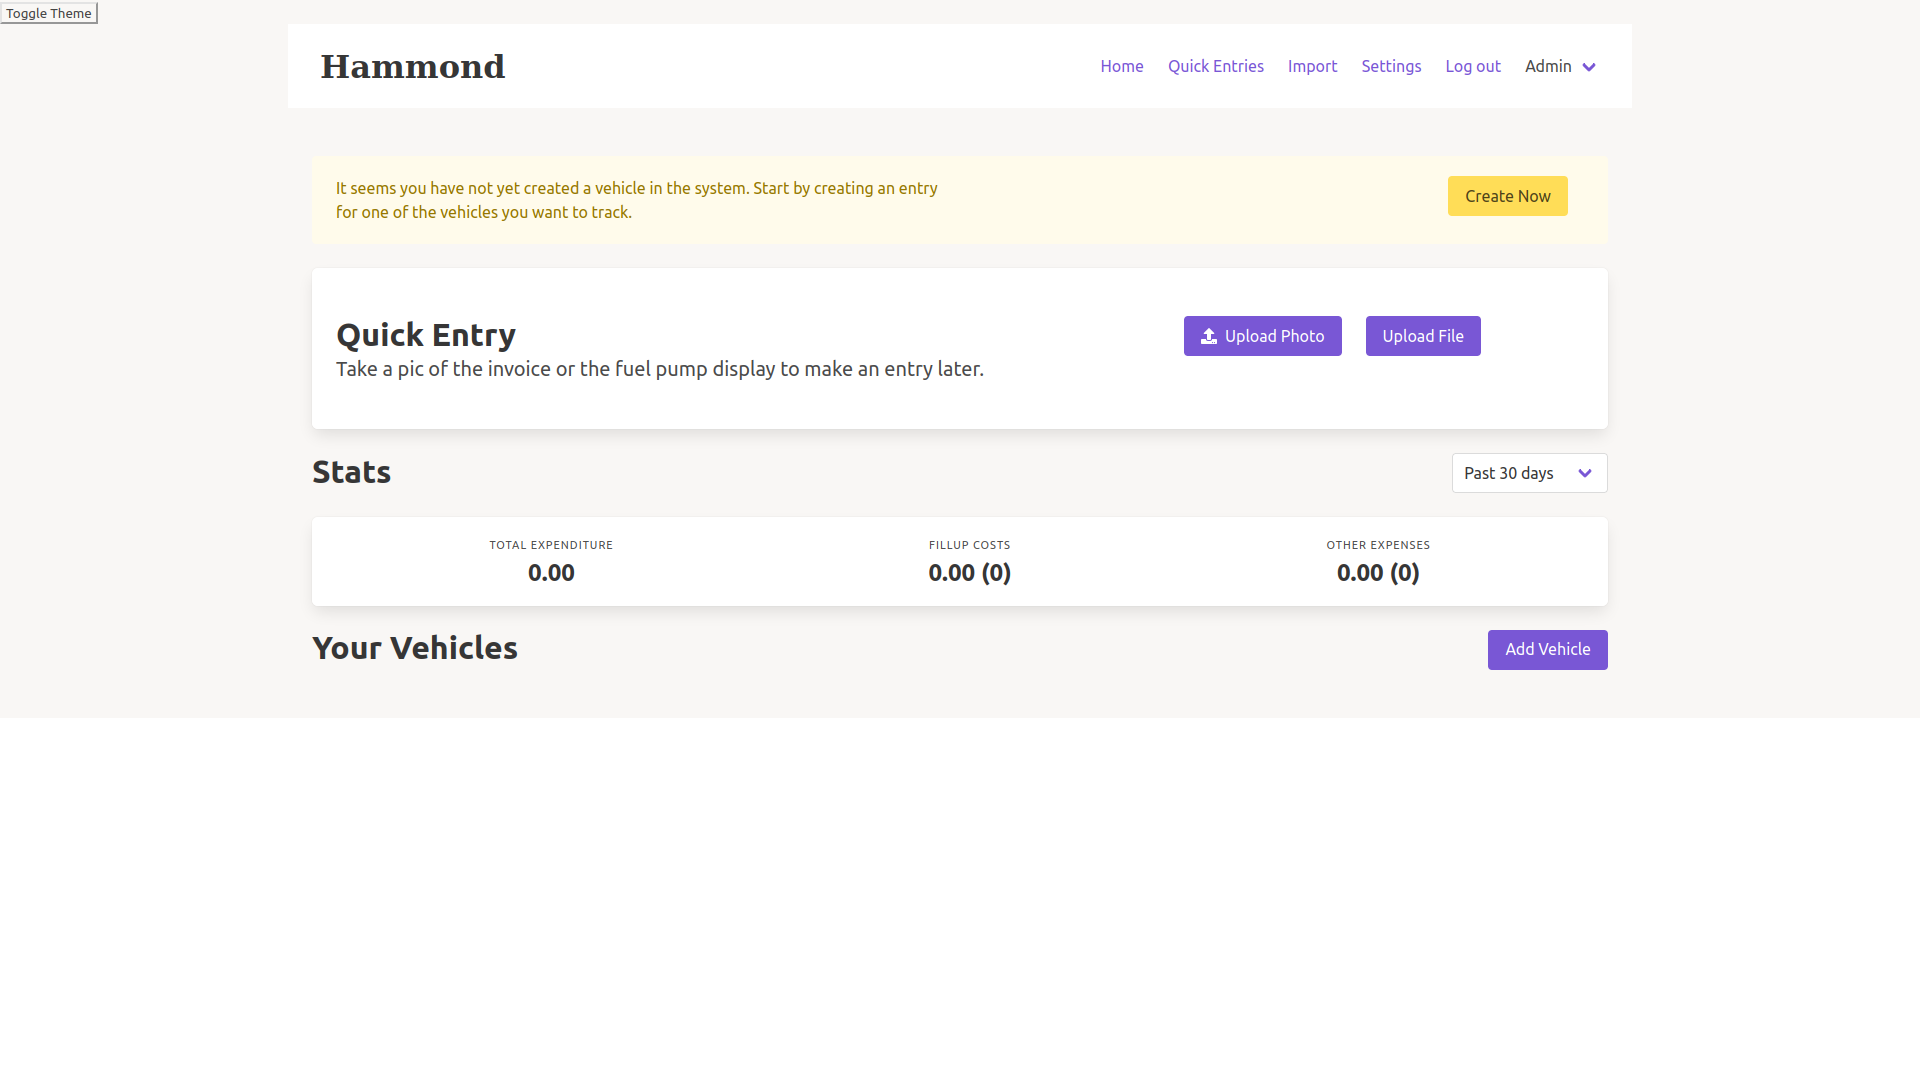 Toggle Theme
Hammond
Home
Quick Entries
Import
Settings
Log out
Admin
It seems you have not yet created a vehicle in the system. Start by creating an entry
for one of the vehicles you want to track.
Create Now
Quick Entry
Take a pic of the invoice or the fuel pump display to make an entry later.
Upload Photo
Upload File
Stats
Past 30 days
TOTAL EXPENDITURE
0.00
FILLUP COSTS
0.00 (0)
OTHER EXPENSES
0.00 (0)
Your Vehicles
Add Vehicle